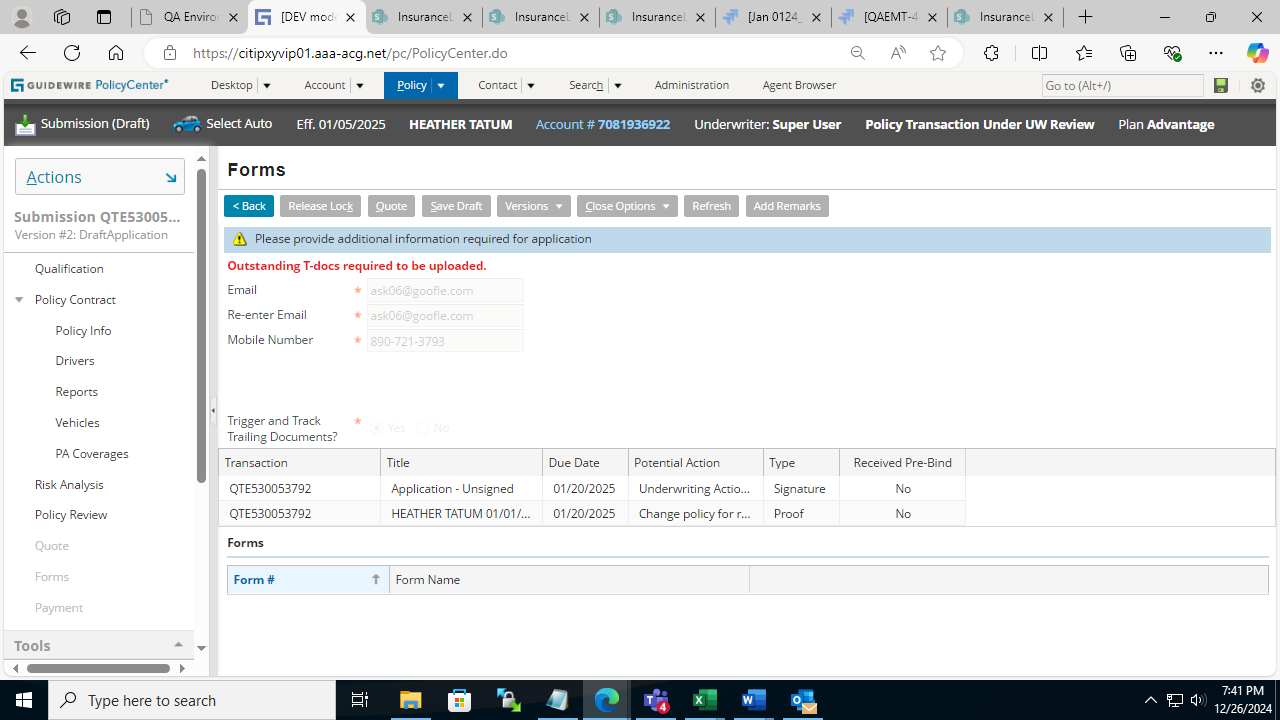 QA Environ
[DEV mode
InsuranceL
InsuranceL
InsuranceL
[Jan 0124_
[QAEMT-4
InsuranceL
https://citipxyvip01.aaa-acg.net/pc/PolicyCenter.do
GUIDEWIRE PolicyCenter
Desktop
Account
Policy
Contact
Search
Administration
Agent Browser
Go to (Alt+/)
Submission (Draft)
Select Auto
Eff. 01/05/2025
HEATHER TATUM
Account # 7081936922
Underwriter: Super User
Policy Transaction Under UW Review
Plan Advantage
Actions
Submission QTE53005...
Version #2: DraftApplication
Qualification
Policy Contract
Policy Info
Drivers
Reports
Vehicles
PA Coverages
Risk Analysis
Policy Review
Quote
Forms
Payment
Tools
Forms
< Back
Release Lock
Quote
Save Draft
Versions
Close Options
Refresh
Add Remarks
Please provide additional information required for application
Outstanding T-docs required to be uploaded.
Email * ask06@goofle.com
Re-enter Email * ask06@goofle.com
Mobile Number * 890-721-3793
Trigger and Track Trailing Documents? * Yes No
Transaction Title Due Date Potential Action Type Received Pre-Bind
QTE530053792 Application - Unsigned 01/20/2025 Underwriting Actio... Signature No
QTE530053792 HEATHER TATUM 01/01/... 01/20/2025 Change policy for r... Proof No
Forms
Form # Form Name
Type here to search
4
7:41 PM
12/26/2024